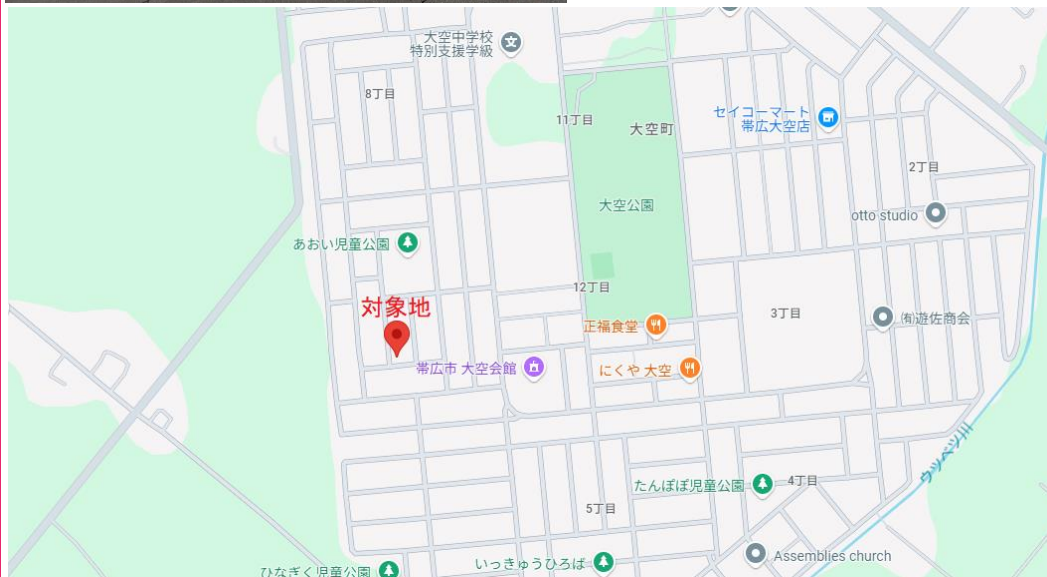 大空中学校
特別支援学級
8丁目
11丁目
大空町
セイコーマート
帯広大空店
2丁目
大空公園
otto studio
あおい児童公園
12丁目
対象地
3丁目
㈲遊佐商会
正福食堂
帯広市 大空会館
にくや 大空
ウツベツ川
たんぽぽ児童公園
4丁目
5丁目
Assemblies church
いっきゅうひろば
ひなぎく児童公園